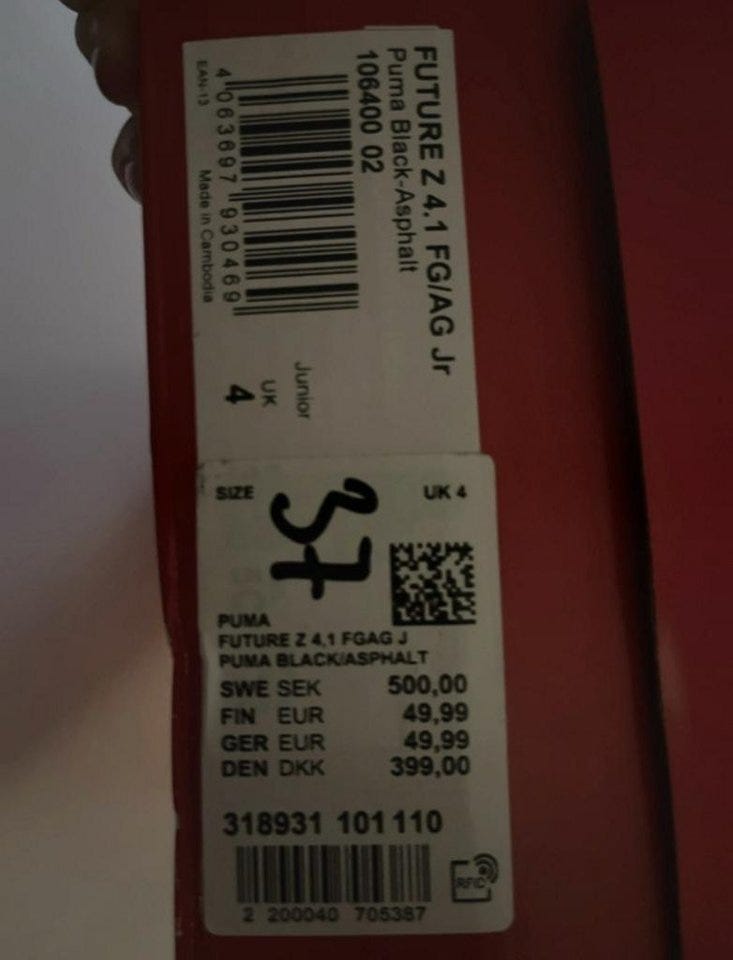 FUTURE Z 4.1 FG/AG Jr
Puma Black-Asphalt
106400 02
4 063697 930469
EAN-13 Made in Cambodia
Junior
UK
4
SIZE 37 UK 4
PUMA
FUTURE Z 4,1 FGAG J
PUMA BLACK/ASPHALT
SWE SEK 500,00
FIN EUR 49,99
GER EUR 49,99
DEN DKK 399,00
318931 101110
RFID
2 200040 705387